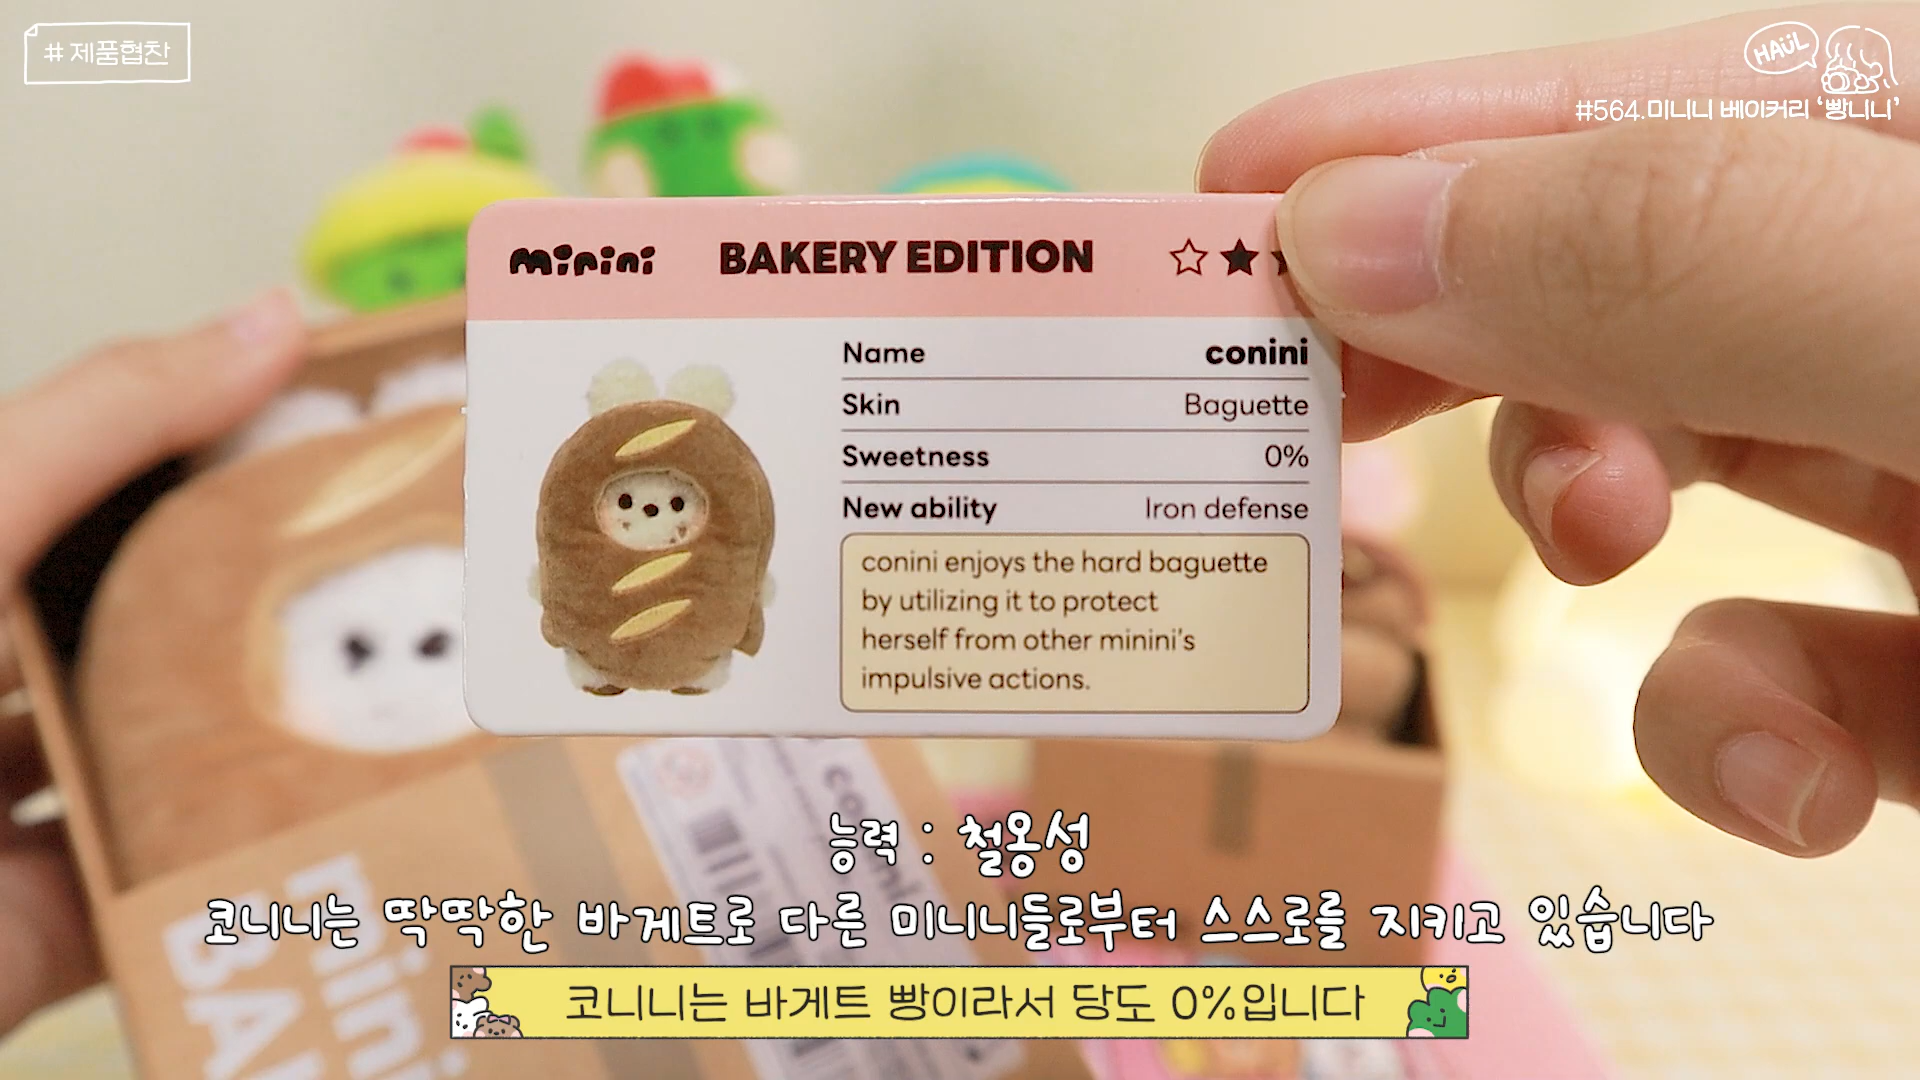 # 제품협찬
HAÜL
#564.미니니 베이커리 ‘빵니니’
minini BAKERY EDITION
Name conini
Skin Baguette
Sweetness 0%
New ability Iron defense
conini enjoys the hard baguette
by utilizing it to protect
herself from other minini's
impulsive actions.
conini
mini
BA
능력 : 철옹성
코니니는 딱딱한 바게트로 다른 미니니들로부터 스스로를 지키고 있습니다
코니니는 바게트 빵이라서 당도 0%입니다